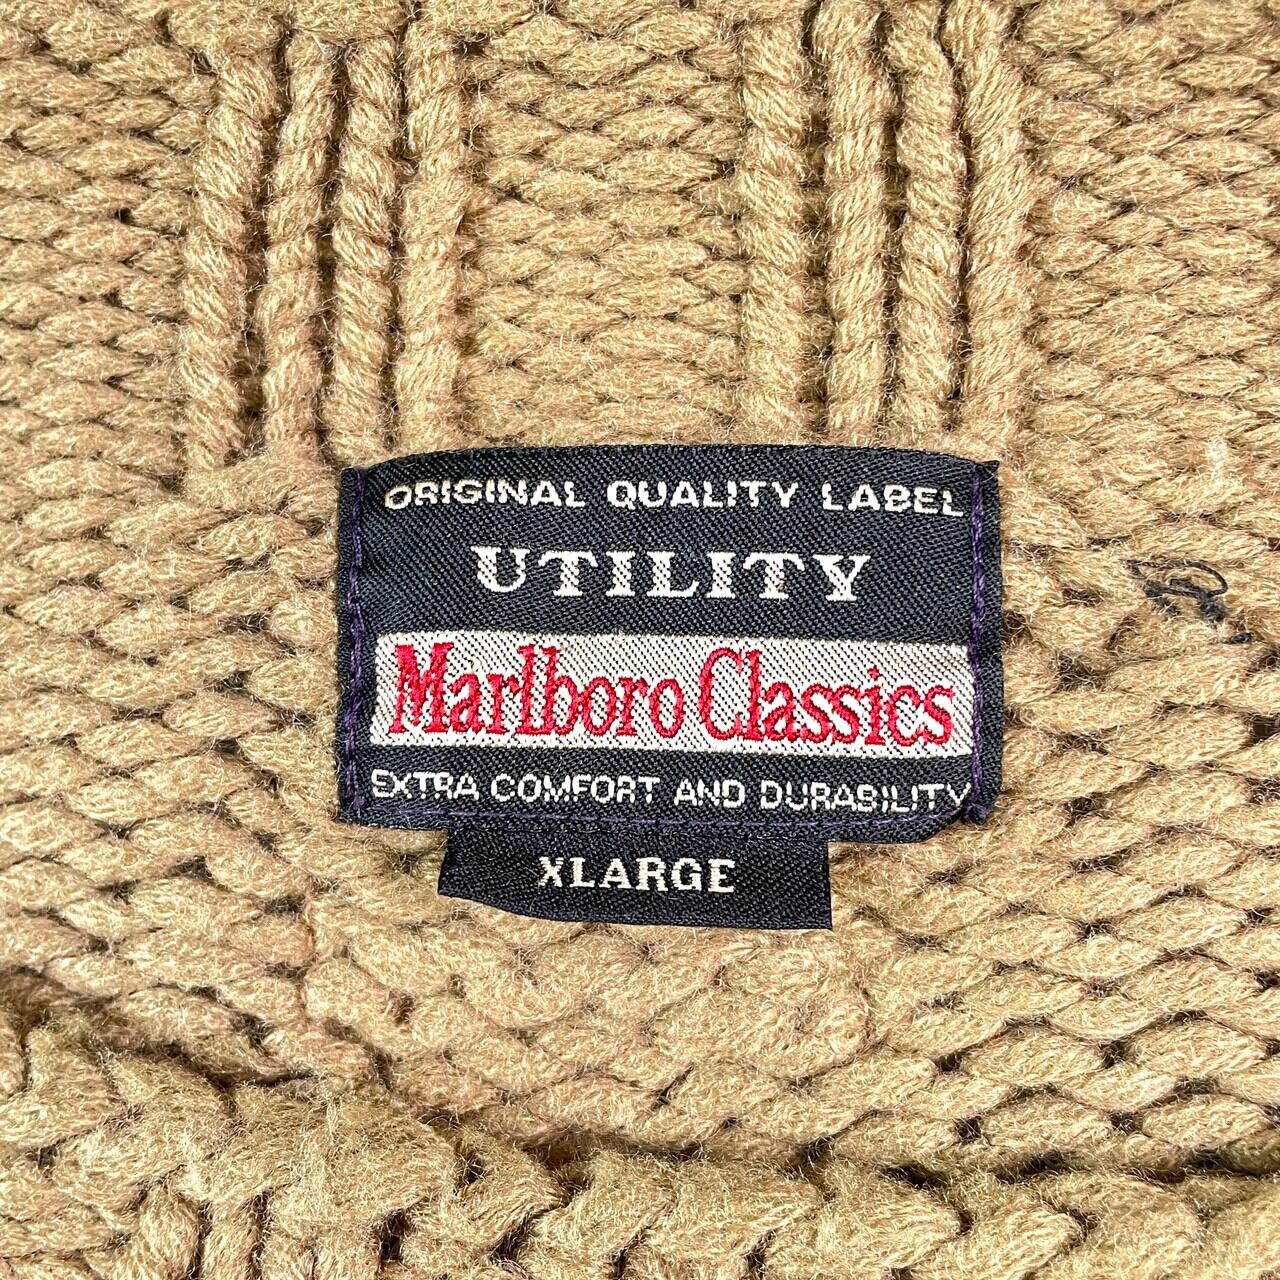 ORIGINAL QUALITY LABEL
UTILITY
Marlboro Classics
EXTRA COMFORT AND DURABILITY
XLARGE